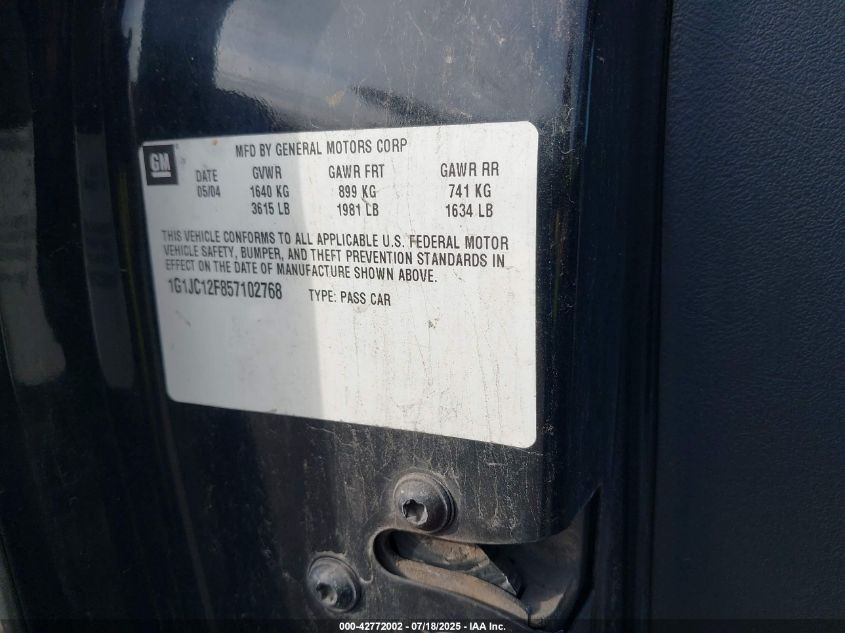 GM
MFD BY GENERAL MOTORS CORP
DATE GVWR GAWR FRT GAWR RR
05/04 1640 KG 899 KG 741 KG
3615 LB 1981 LB 1634 LB
THIS VEHICLE CONFORMS TO ALL APPLICABLE U.S. FEDERAL MOTOR
VEHICLE SAFETY, BUMPER, AND THEFT PREVENTION STANDARDS IN
EFFECT ON THE DATE OF MANUFACTURE SHOWN ABOVE.
1G1JC12F857102768 TYPE: PASS CAR
000-42772002 - 07/18/2025 - IAA Inc.